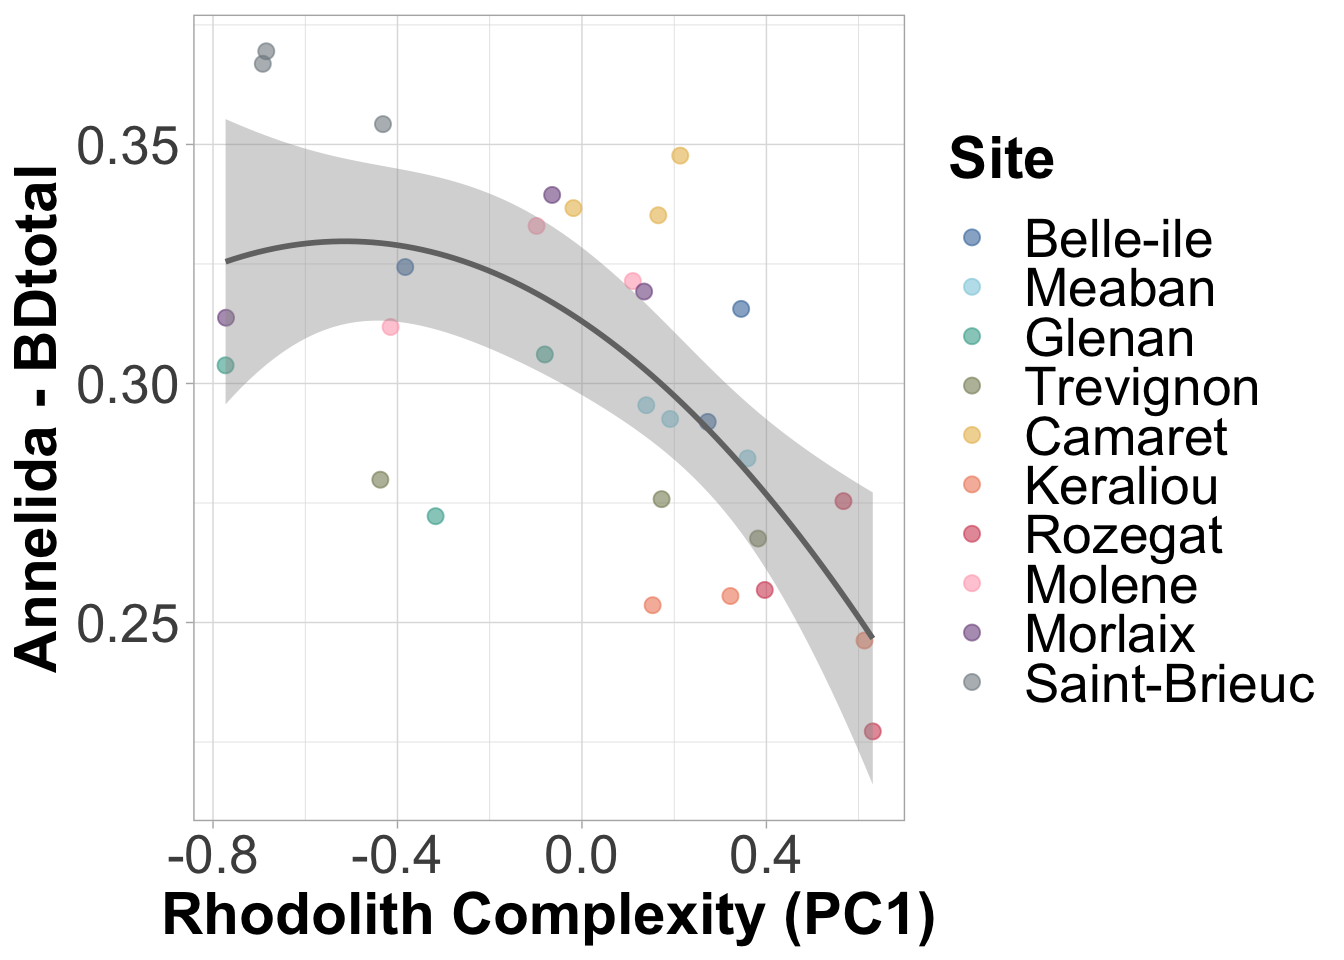 Annelida - BDtotal
0.35
0.30
0.25
-0.8 -0.4 0.0 0.4
Rhodolith Complexity (PC1)
Site
Belle-ile
Meaban
Glenan
Trevignon
Camaret
Keraliou
Rozegat
Molene
Morlaix
Saint-Brieuc